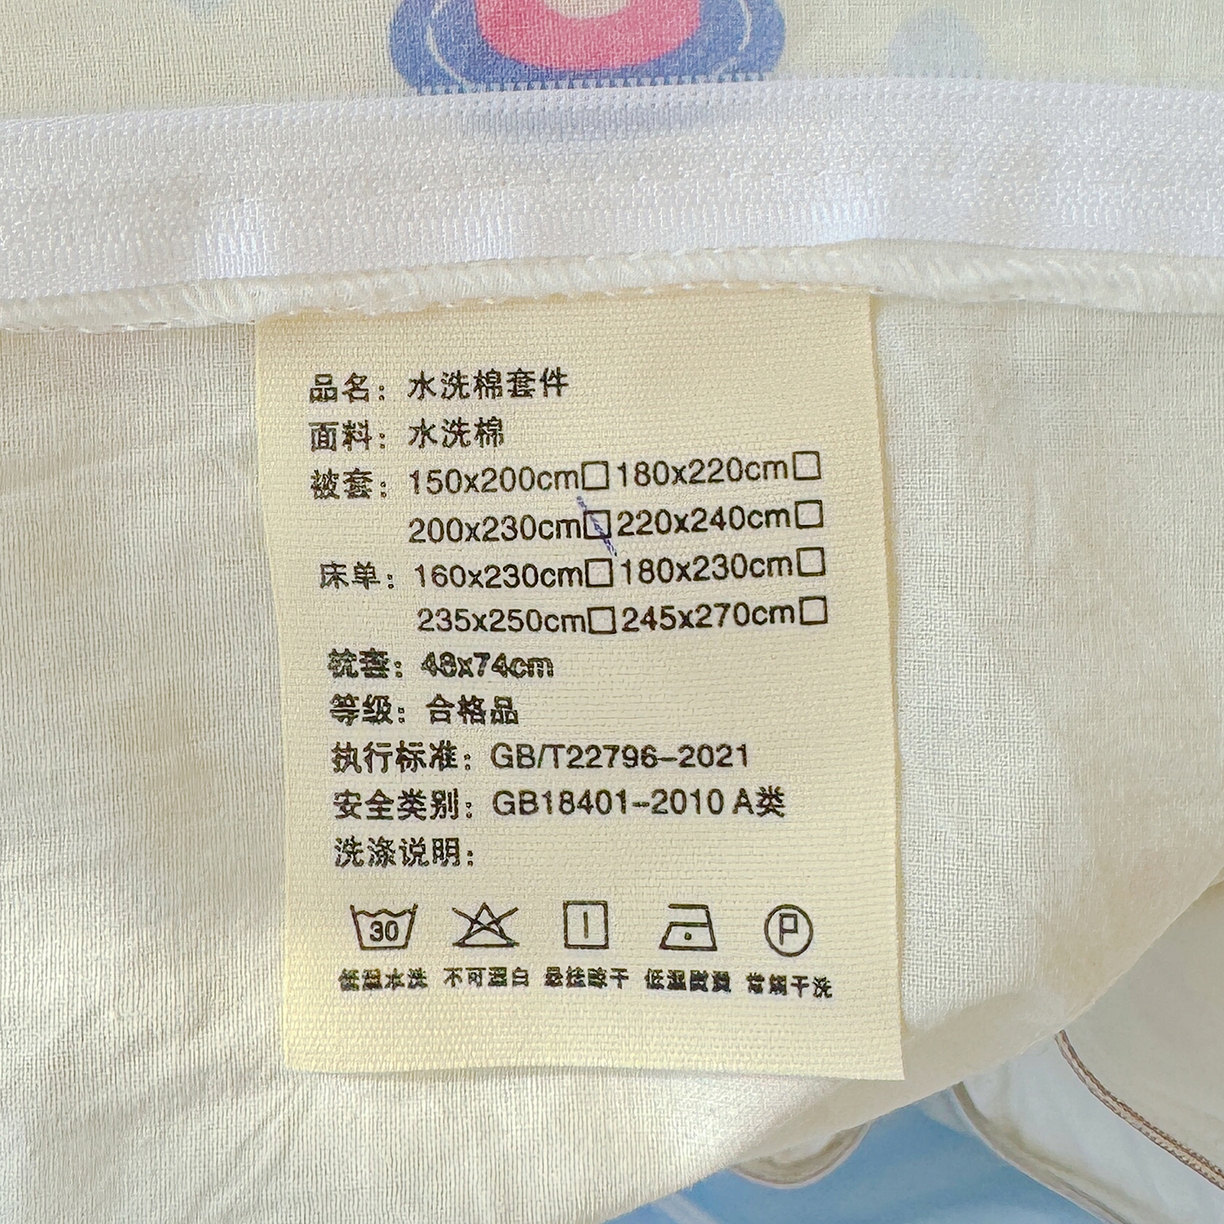 品名：水洗棉套件
面料：水洗棉
被套：150x200cm□180x220cm□
200x230cm□220x240cm□
床单：160x230cm□180x230cm□
235x250cm□245x270cm□
枕套：48x74cm
等级：合格品
执行标准：GB/T22796-2021
安全类别：GB18401-2010 A类
洗涤说明：
30 P
低温水洗 不可漂白 悬挂晾干 低温熨烫 常规干洗